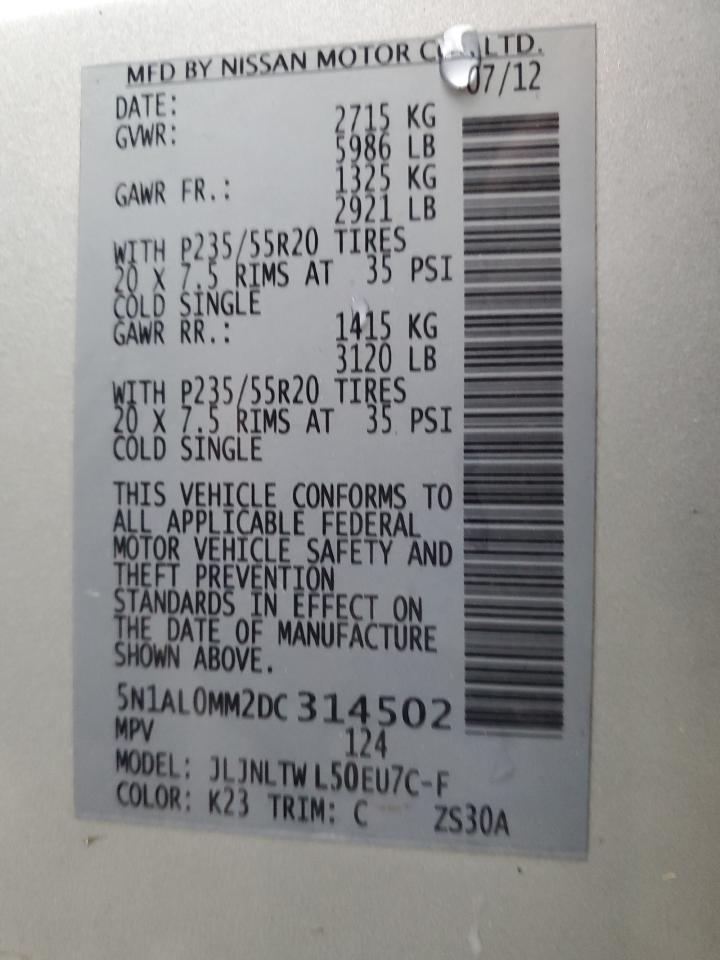 MFD BY NISSAN MOTOR CO., LTD.
DATE: 07/12
GVWR: 2715 KG
5986 LB
GAWR FR.: 1325 KG
2921 LB
WITH P235/55R20 TIRES
20 X 7.5 RIMS AT 35 PSI
COLD SINGLE
GAWR RR.: 1415 KG
3120 LB
WITH P235/55R20 TIRES
20 X 7.5 RIMS AT 35 PSI
COLD SINGLE
THIS VEHICLE CONFORMS TO
ALL APPLICABLE FEDERAL
MOTOR VEHICLE SAFETY AND
THEFT PREVENTION
STANDARDS IN EFFECT ON
THE DATE OF MANUFACTURE
SHOWN ABOVE.
5N1AL0MM2DC 314502
MPV 124
MODEL: JLJNLTW L50EU7C-F
COLOR: K23 TRIM: C ZS30A